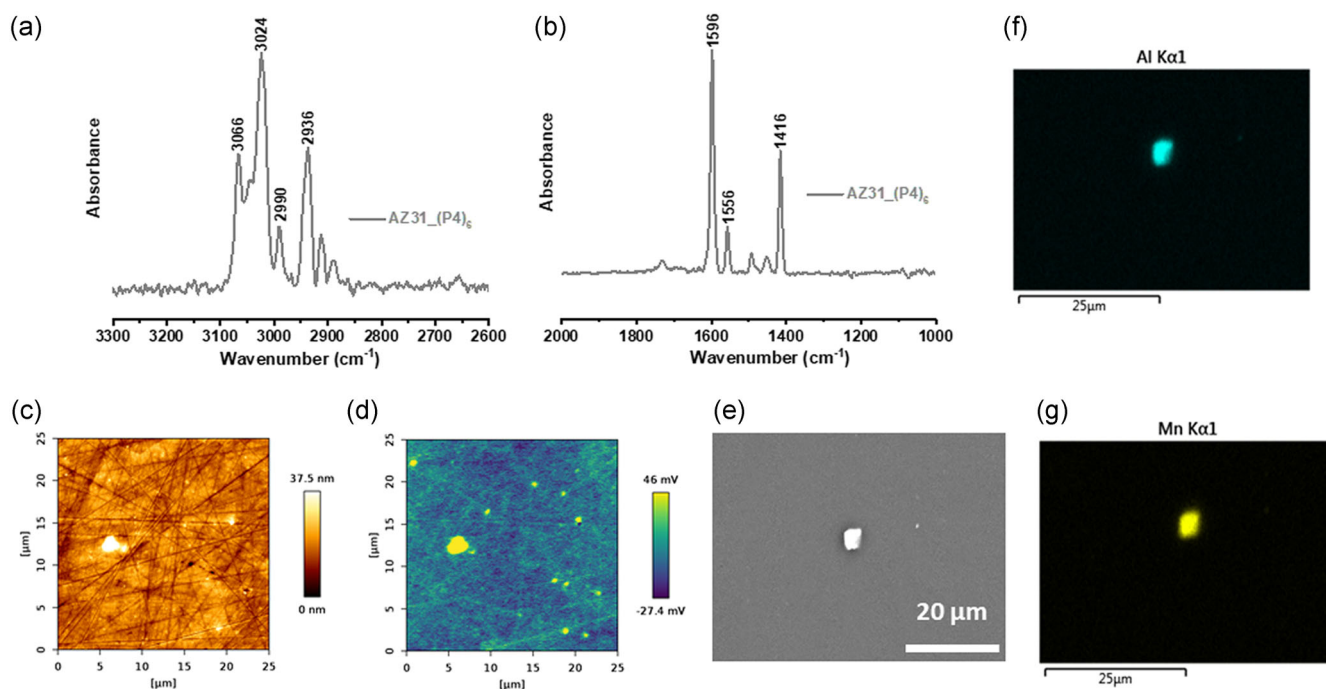 (a)
3066
3024
2990
2936
Absorbance
AZ31_(P4)₆
3300 3200 3100 3000 2900 2800 2700 2600
Wavenumber (cm⁻¹)
(b)
1596
1556
1416
Absorbance
AZ31_(P4)₆
2000 1800 1600 1400 1200 1000
Wavenumber (cm⁻¹)
(f)
Al Kα1
25µm
(c)
25
20
15
10
5
0
[µm]
0 5 10 15 20 25
[µm]
37.5 nm
0 nm
(d)
25
20
15
10
5
0
[µm]
0 5 10 15 20 25
[µm]
46 mV
-27.4 mV
(e)
20 µm
(g)
Mn Kα1
25µm